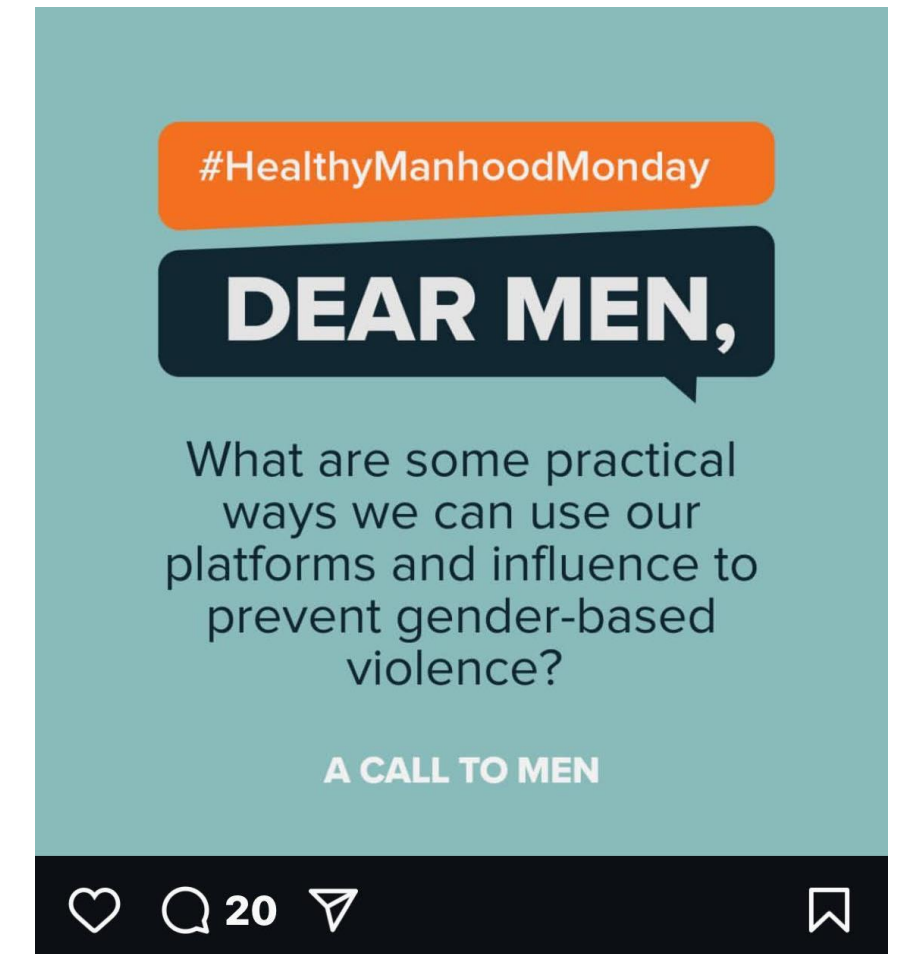 #HealthyManhoodMonday
DEAR MEN,
What are some practical
ways we can use our
platforms and influence to
prevent gender-based
violence?
A CALL TO MEN
20